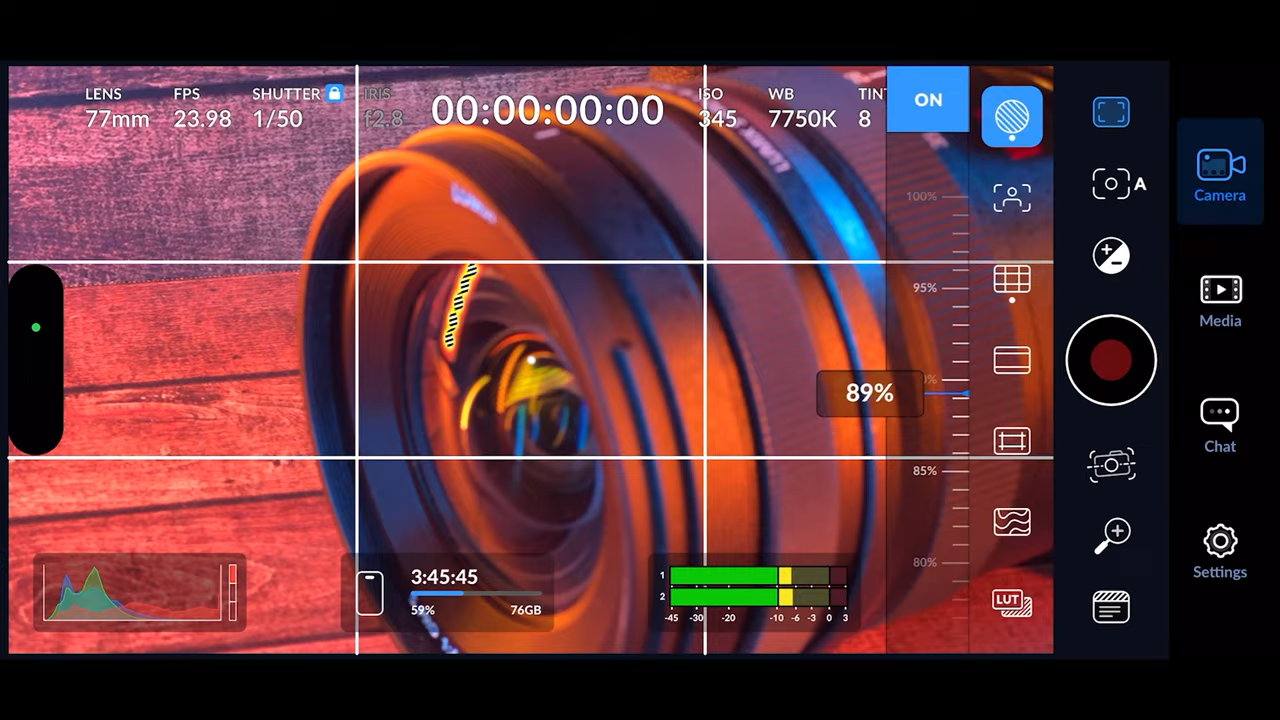 LENS FPS SHUTTER IRIS 00:00:00:00 ISO WB TINT ON
77mm 23.98 1/50 f2.8 345 7750K 8
100%
95%
89%
85%
80%
A
Camera
Media
Chat
Settings
LUT
3:45:45
59% 76GB
1
2
-45 -30 -20 -10 -6 -3 0 3